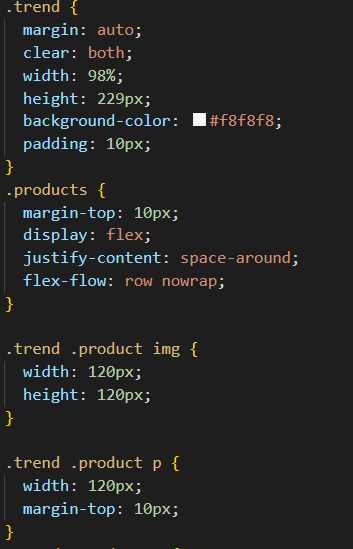 .trend {
margin: auto;
clear: both;
width: 98%;
height: 229px;
background-color: #f8f8f8;
padding: 10px;
}
.products {
margin-top: 10px;
display: flex;
justify-content: space-around;
flex-flow: row nowrap;
}
.trend .product img {
width: 120px;
height: 120px;
}
.trend .product p {
width: 120px;
margin-top: 10px;
}